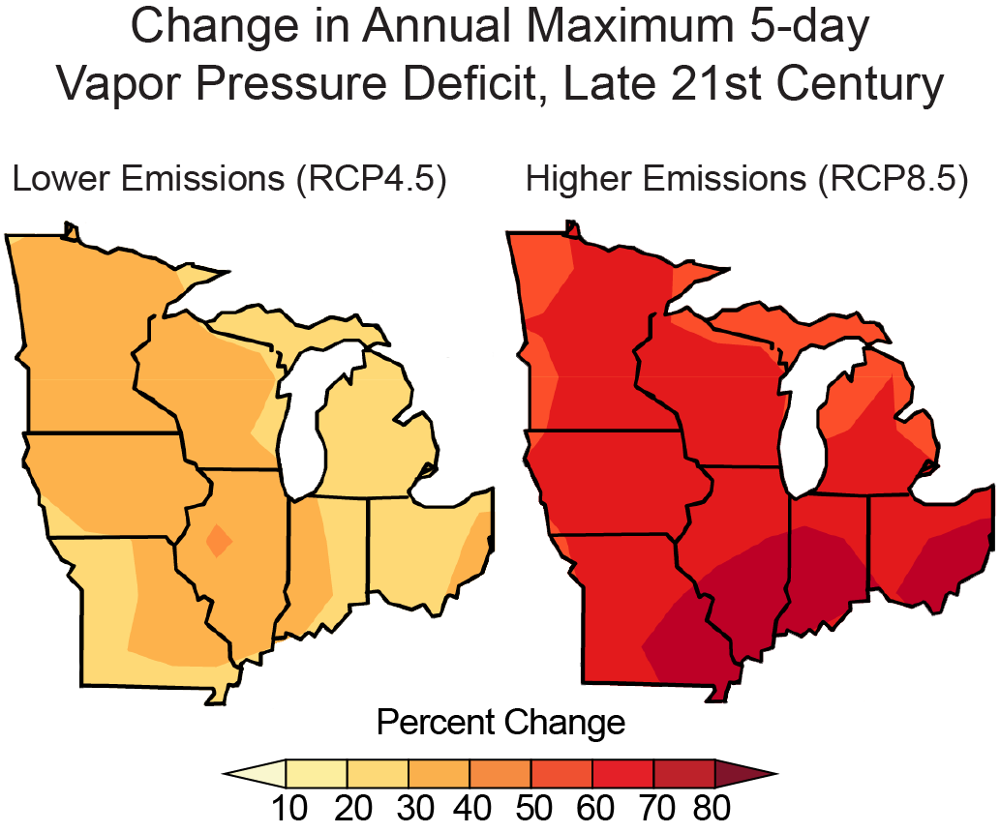 Change in Annual Maximum 5-day
Vapor Pressure Deficit, Late 21st Century
Lower Emissions (RCP4.5)
Higher Emissions (RCP8.5)
Percent Change
10 20 30 40 50 60 70 80